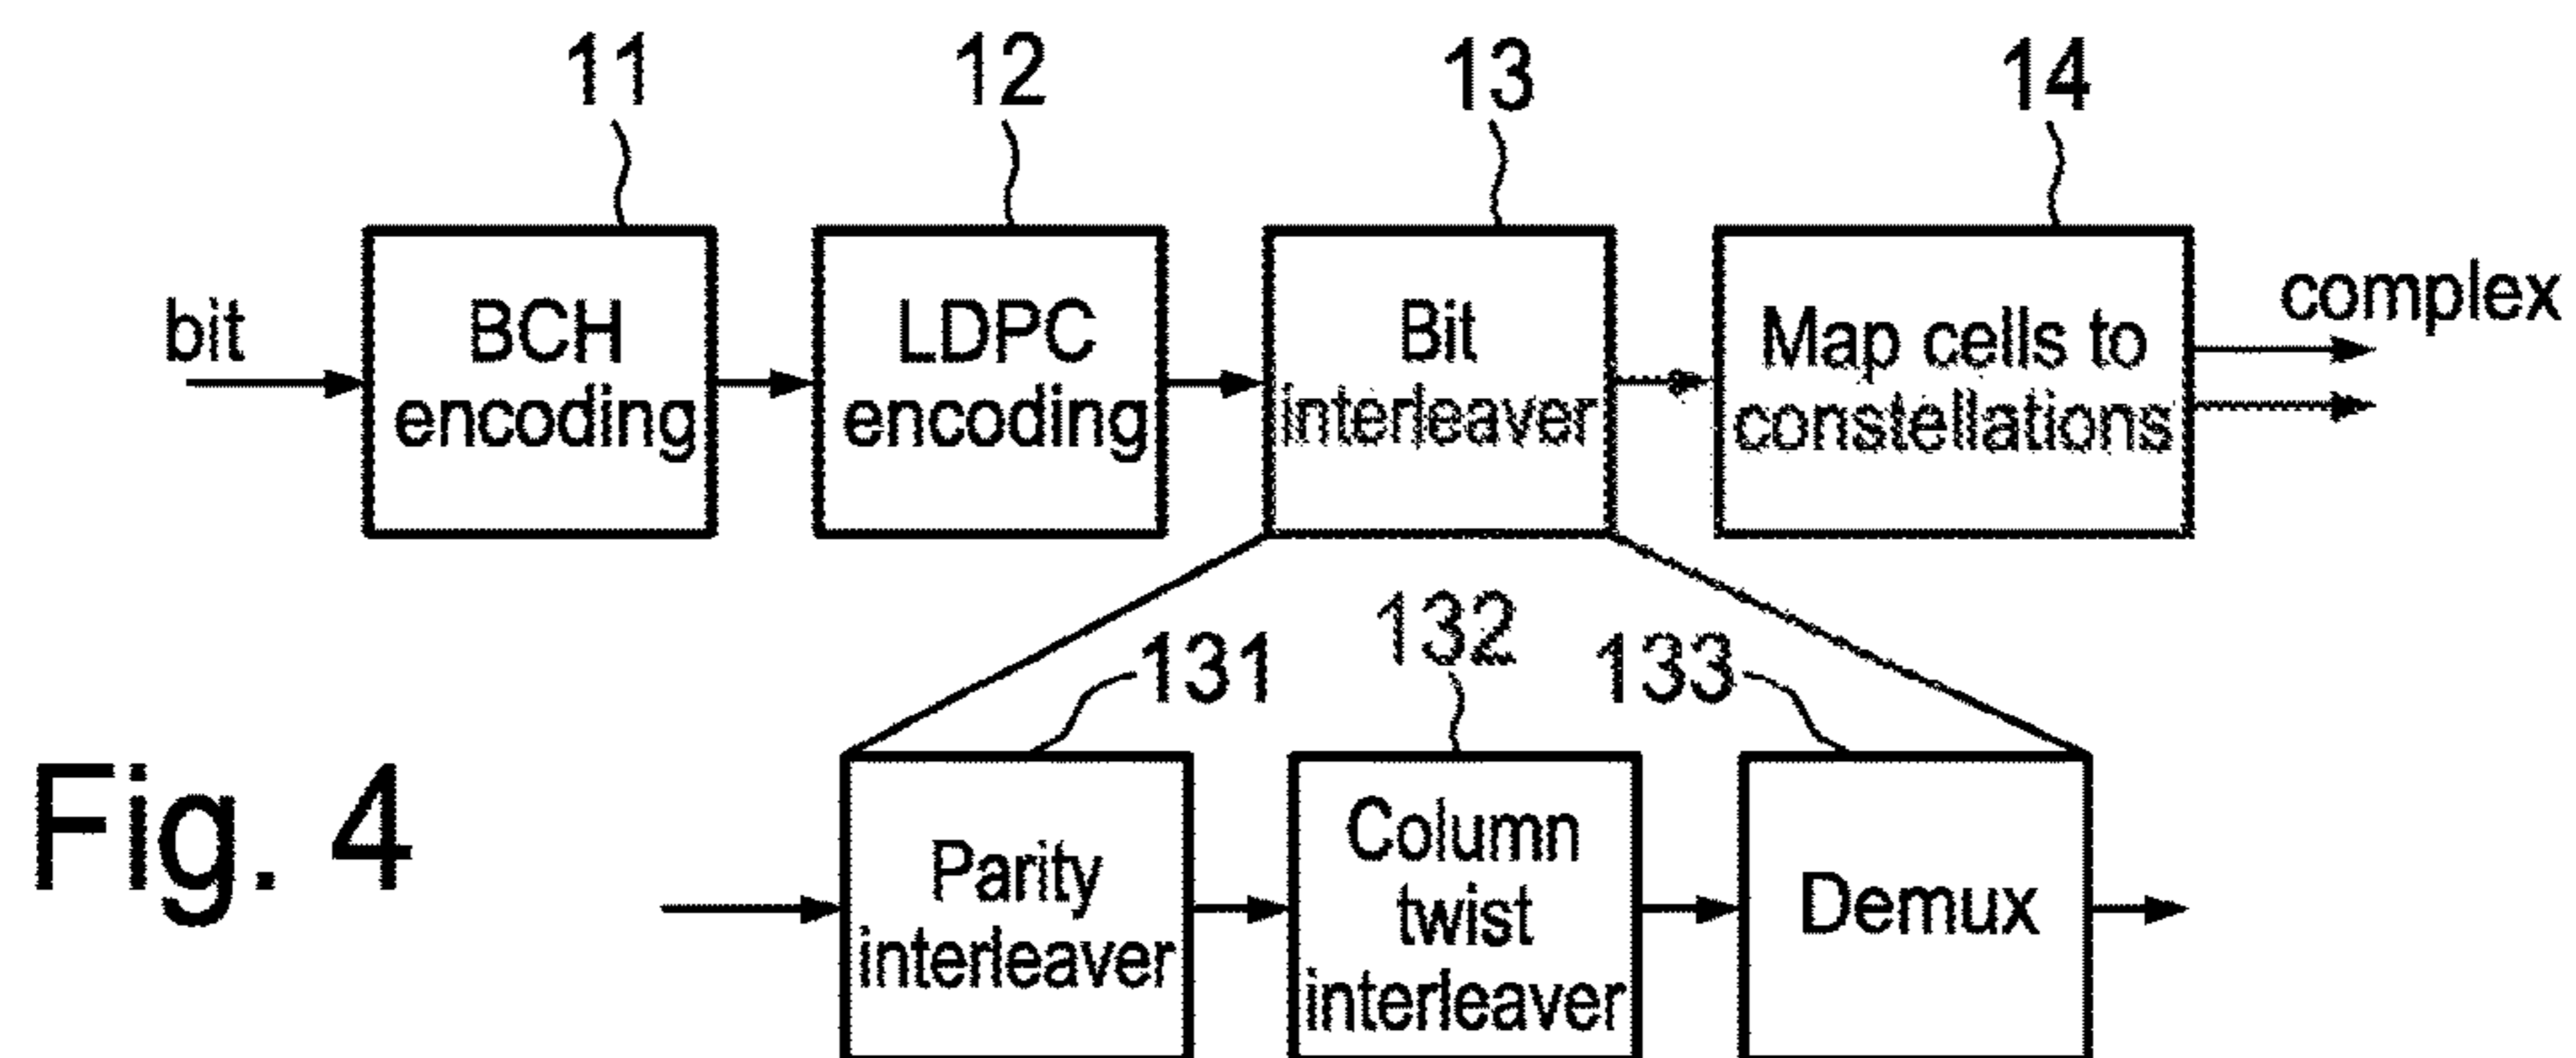 11
12
13
14
bit
BCH
encoding
LDPC
encoding
Bit
interleaver
Map cells to
constellations
complex
131
132
133
Parity
interleaver
Column
twist
interleaver
Demux
Fig. 4